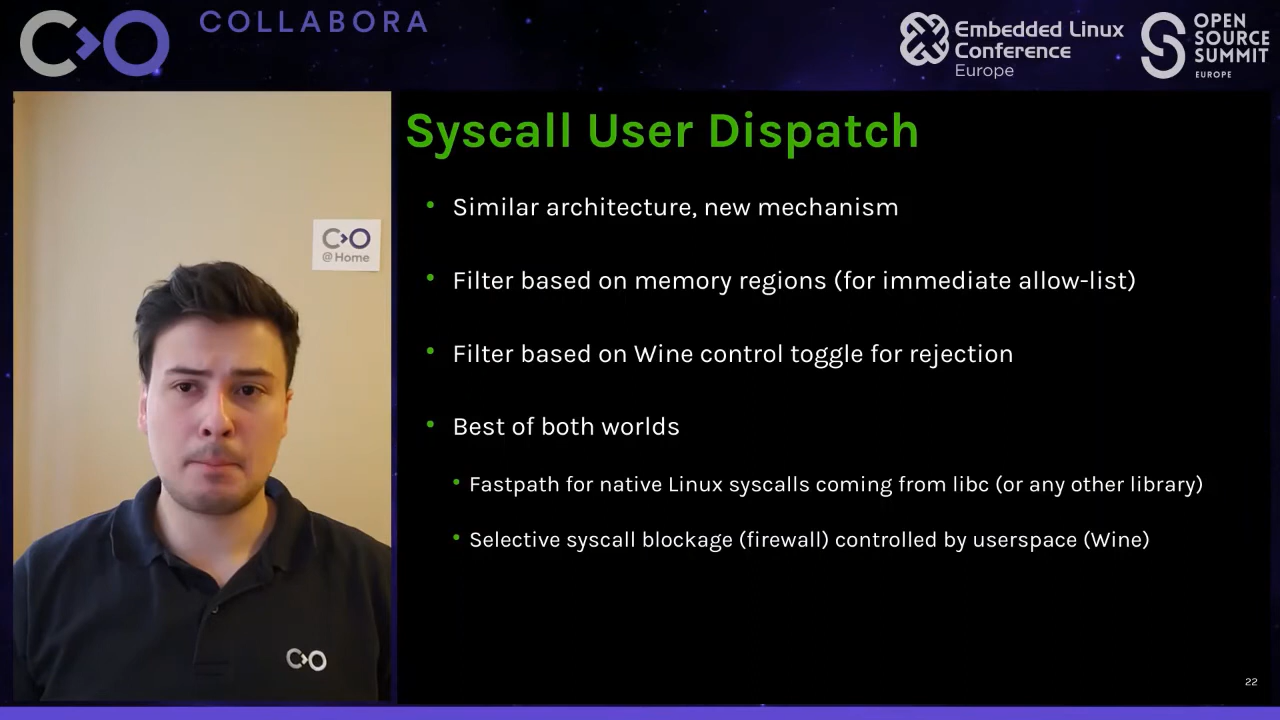 COLLABORA
Embedded Linux
Conference
Europe
OPEN
SOURCE
SUMMIT
EUROPE
@Home
Syscall User Dispatch
• Similar architecture, new mechanism
• Filter based on memory regions (for immediate allow-list)
• Filter based on Wine control toggle for rejection
• Best of both worlds
• Fastpath for native Linux syscalls coming from libc (or any other library)
• Selective syscall blockage (firewall) controlled by userspace (Wine)
22